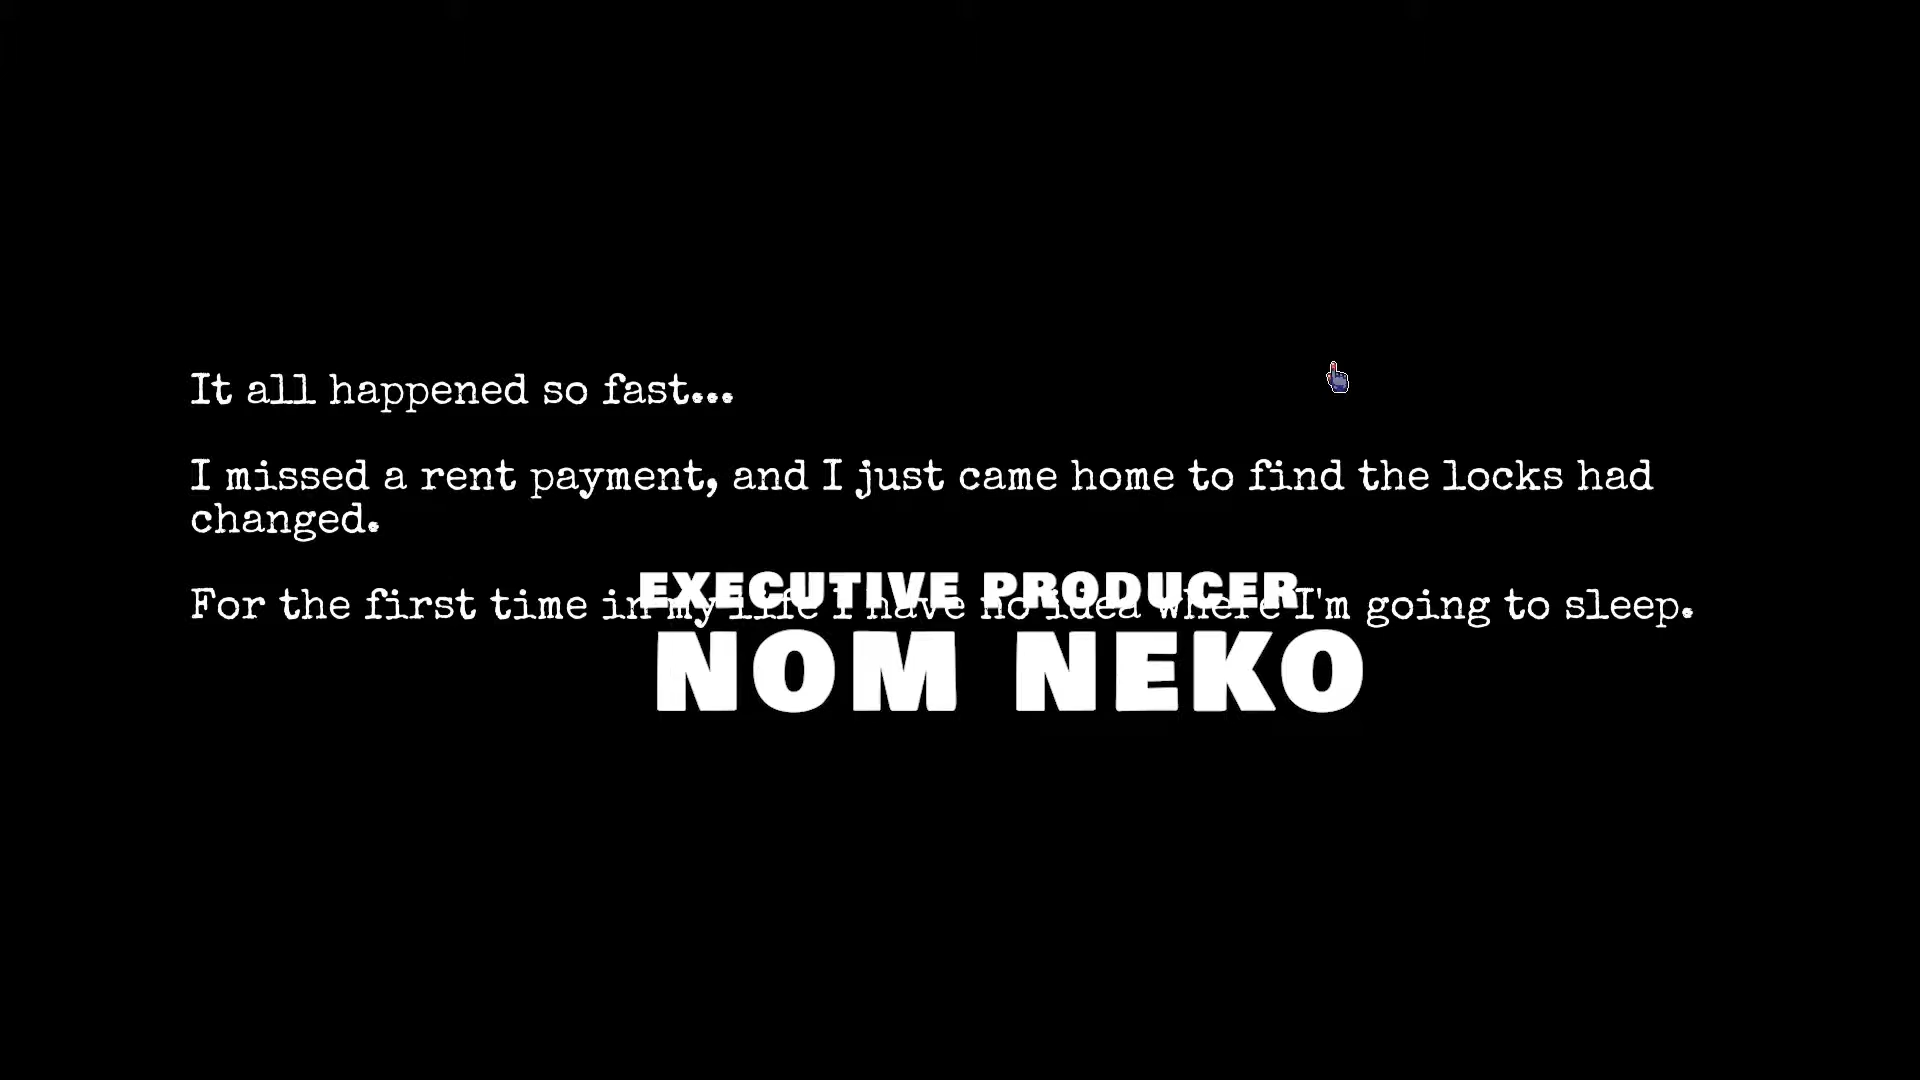 It all happened so fast...
I missed a rent payment, and I just came home to find the locks had
changed.
For the first time in my life I have no idea where I'm going to sleep.
EXECUTIVE PRODUCER
NOM NEKO